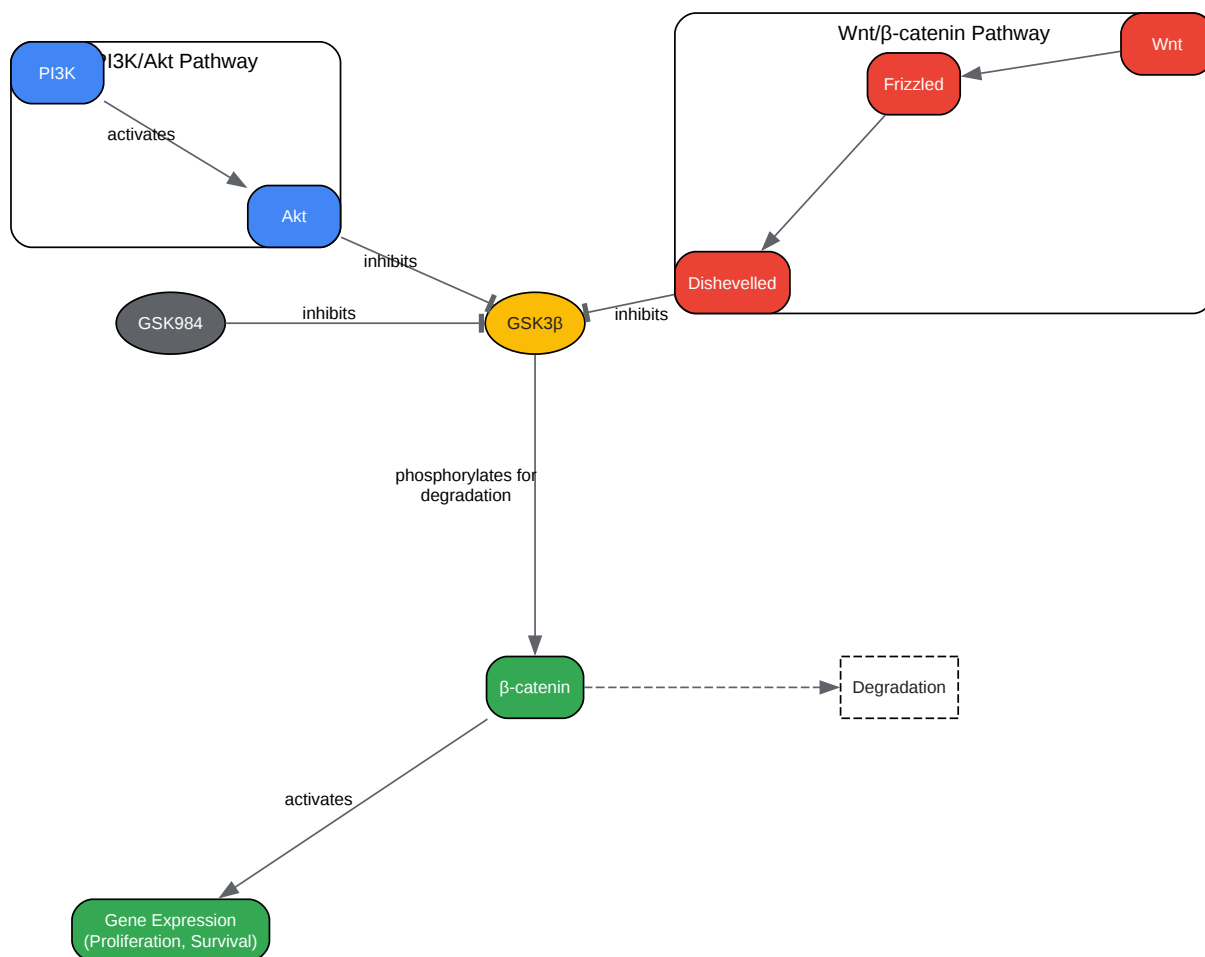 PI3K/Akt Pathway
PI3K
activates
Akt
inhibits
GSK984
inhibits
GSK3β
Wnt/β-catenin Pathway
Wnt
Frizzled
Dishevelled
inhibits
phosphorylates for
degradation
β-catenin
Degradation
activates
Gene Expression
(Proliferation, Survival)